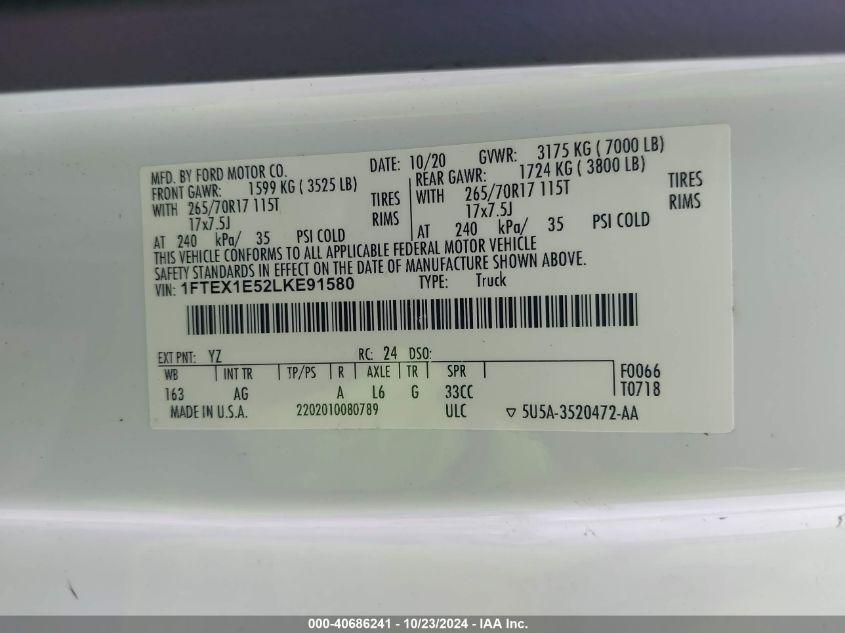 MFD. BY FORD MOTOR CO. DATE: 10/20 GVWR: 3175 KG ( 7000 LB)
FRONT GAWR: 1599 KG ( 3525 LB) REAR GAWR: 1724 KG ( 3800 LB)
WITH 265/70R17 115T TIRES WITH 265/70R17 115T TIRES
17x7.5J RIMS 17x7.5J RIMS
AT 240 kPa/ 35 PSI COLD AT 240 kPa/ 35 PSI COLD
THIS VEHICLE CONFORMS TO ALL APPLICABLE FEDERAL MOTOR VEHICLE
SAFETY STANDARDS IN EFFECT ON THE DATE OF MANUFACTURE SHOWN ABOVE.
VIN: 1FTEX1E52LKE91580 TYPE: Truck
EXT PNT: YZ RC: 24 DSO:
WB INT TR TP/PS R AXLE TR SPR F0066
163 AG A L6 G 33CC T0718
MADE IN U.S.A. 2202010080789 ULC ▽ 5U5A-3520472-AA
000-40686241 - 10/23/2024 - IAA Inc.